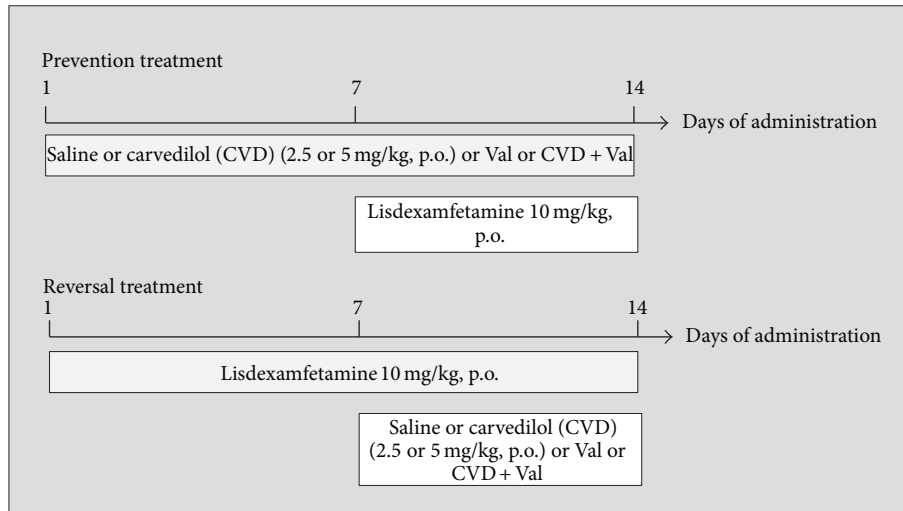 Prevention treatment
1 7 14
Days of administration
Saline or carvedilol (CVD) (2.5 or 5 mg/kg, p.o.) or Val or CVD + Val
Lisdexamfetamine 10 mg/kg,
p.o.
Reversal treatment
1 7 14
Days of administration
Lisdexamfetamine 10 mg/kg, p.o.
Saline or carvedilol (CVD)
(2.5 or 5 mg/kg, p.o.) or Val or
CVD + Val